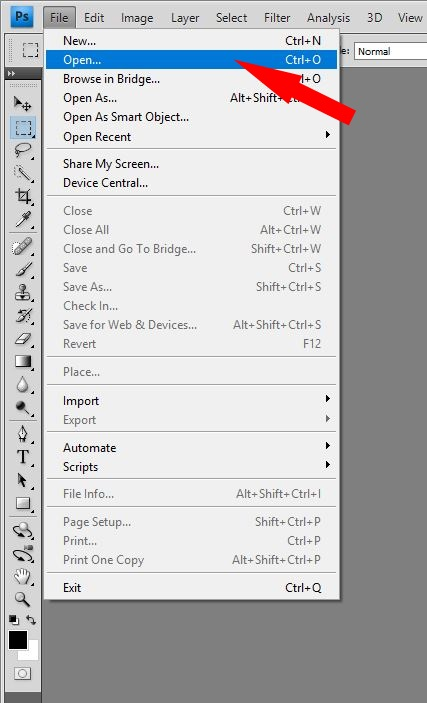 Ps File Edit Image Layer Select Filter Analysis 3D View
Normal
New... Ctrl+N
Open... Ctrl+O
Browse in Bridge... +O
Open As... Alt+Shift+
Open As Smart Object...
Open Recent
Share My Screen...
Device Central...
Close Ctrl+W
Close All Alt+Ctrl+W
Close and Go To Bridge... Shift+Ctrl+W
Save Ctrl+S
Save As... Shift+Ctrl+S
Check In...
Save for Web & Devices... Alt+Shift+Ctrl+S
Revert F12
Place...
Import
Export
Automate
Scripts
File Info... Alt+Shift+Ctrl+I
Page Setup... Shift+Ctrl+P
Print... Ctrl+P
Print One Copy Alt+Shift+Ctrl+P
Exit Ctrl+Q